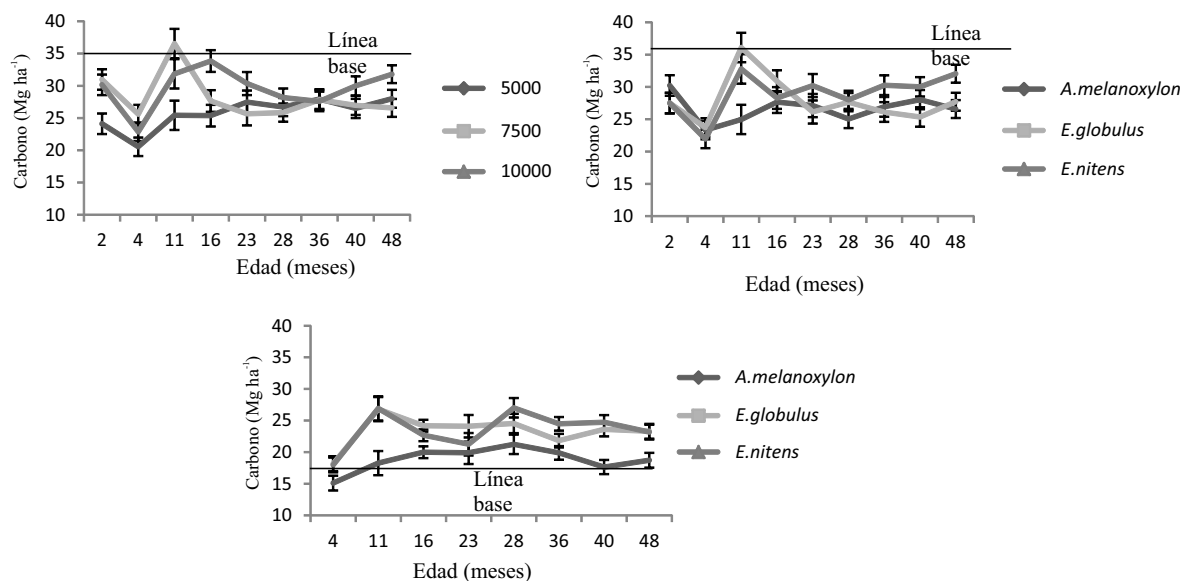 40
35
30
25
20
15
10
Carbono (Mg ha⁻¹)
Línea
base
2 4 11 16 23 28 36 40 48
Edad (meses)
5000
7500
10000
40
35
30
25
20
15
10
Carbono (Mg ha⁻¹)
Línea
base
2 4 11 16 23 28 36 40 48
Edad (meses)
A.melanoxylon
E.globulus
E.nitens
40
35
30
25
20
15
10
Carbono (Mg ha⁻¹)
Línea
base
4 11 16 23 28 36 40 48
Edad (meses)
A.melanoxylon
E.globulus
E.nitens